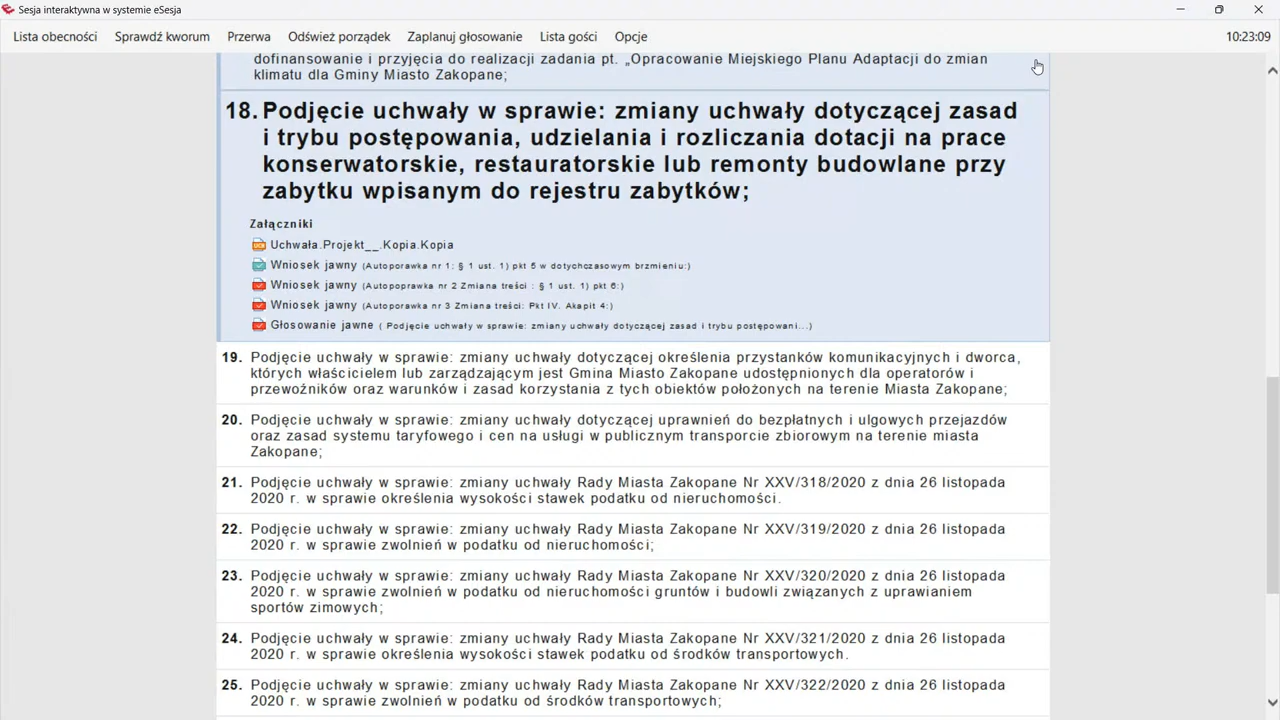 Sesja interaktywna w systemie eSesja
Lista obecności Sprawdź kworum Przerwa Odśwież porządek Zaplanuj głosowanie Lista gości Opcje 10:23:09
dofinansowanie i przyjęcia do realizacji zadania pt. „Opracowanie Miejskiego Planu Adaptacji do zmian
klimatu dla Gminy Miasto Zakopane;
18. Podjęcie uchwały w sprawie: zmiany uchwały dotyczącej zasad
i trybu postępowania, udzielania i rozliczania dotacji na prace
konserwatorskie, restauratorskie lub remonty budowlane przy
zabytku wpisanym do rejestru zabytków;
Załączniki
Uchwała.Projekt__.Kopia.Kopia
Wniosek jawny (Autoporawka nr 1: § 1 ust. 1) pkt 5 w dotychczasowym brzmieniu:)
Wniosek jawny (Autopoprawka nr 2 Zmiana treści : § 1 ust. 1) pkt 6:)
Wniosek jawny (Autoporawka nr 3 Zmiana treści: Pkt IV. Akapit 4:)
Głosowanie jawne ( Podjęcie uchwały w sprawie: zmiany uchwały dotyczącej zasad i trybu postępowani...)
19. Podjęcie uchwały w sprawie: zmiany uchwały dotyczącej określenia przystanków komunikacyjnych i dworca,
których właścicielem lub zarządzającym jest Gmina Miasto Zakopane udostępnionych dla operatorów i
przewoźników oraz warunków i zasad korzystania z tych obiektów położonych na terenie Miasta Zakopane;
20. Podjęcie uchwały w sprawie: zmiany uchwały dotyczącej uprawnień do bezpłatnych i ulgowych przejazdów
oraz zasad systemu taryfowego i cen na usługi w publicznym transporcie zbiorowym na terenie miasta
Zakopane;
21. Podjęcie uchwały w sprawie: zmiany uchwały Rady Miasta Zakopane Nr XXV/318/2020 z dnia 26 listopada
2020 r. w sprawie określenia wysokości stawek podatku od nieruchomości.
22. Podjęcie uchwały w sprawie: zmiany uchwały Rady Miasta Zakopane Nr XXV/319/2020 z dnia 26 listopada
2020 r. w sprawie zwolnień w podatku od nieruchomości;
23. Podjęcie uchwały w sprawie: zmiany uchwały Rady Miasta Zakopane Nr XXV/320/2020 z dnia 26 listopada
2020 r. w sprawie zwolnień w podatku od nieruchomości gruntów i budowli związanych z uprawianiem
sportów zimowych;
24. Podjęcie uchwały w sprawie: zmiany uchwały Rady Miasta Zakopane Nr XXV/321/2020 z dnia 26 listopada
2020 r. w sprawie określenia wysokości stawek podatku od środków transportowych.
25. Podjęcie uchwały w sprawie: zmiany uchwały Rady Miasta Zakopane Nr XXV/322/2020 z dnia 26 listopada
2020 r. w sprawie zwolnień w podatku od środków transportowych;